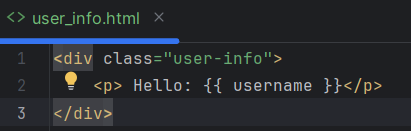 user_info.html
1 <div class="user-info">
2 <p> Hello: {{ username }}</p>
3 </div>